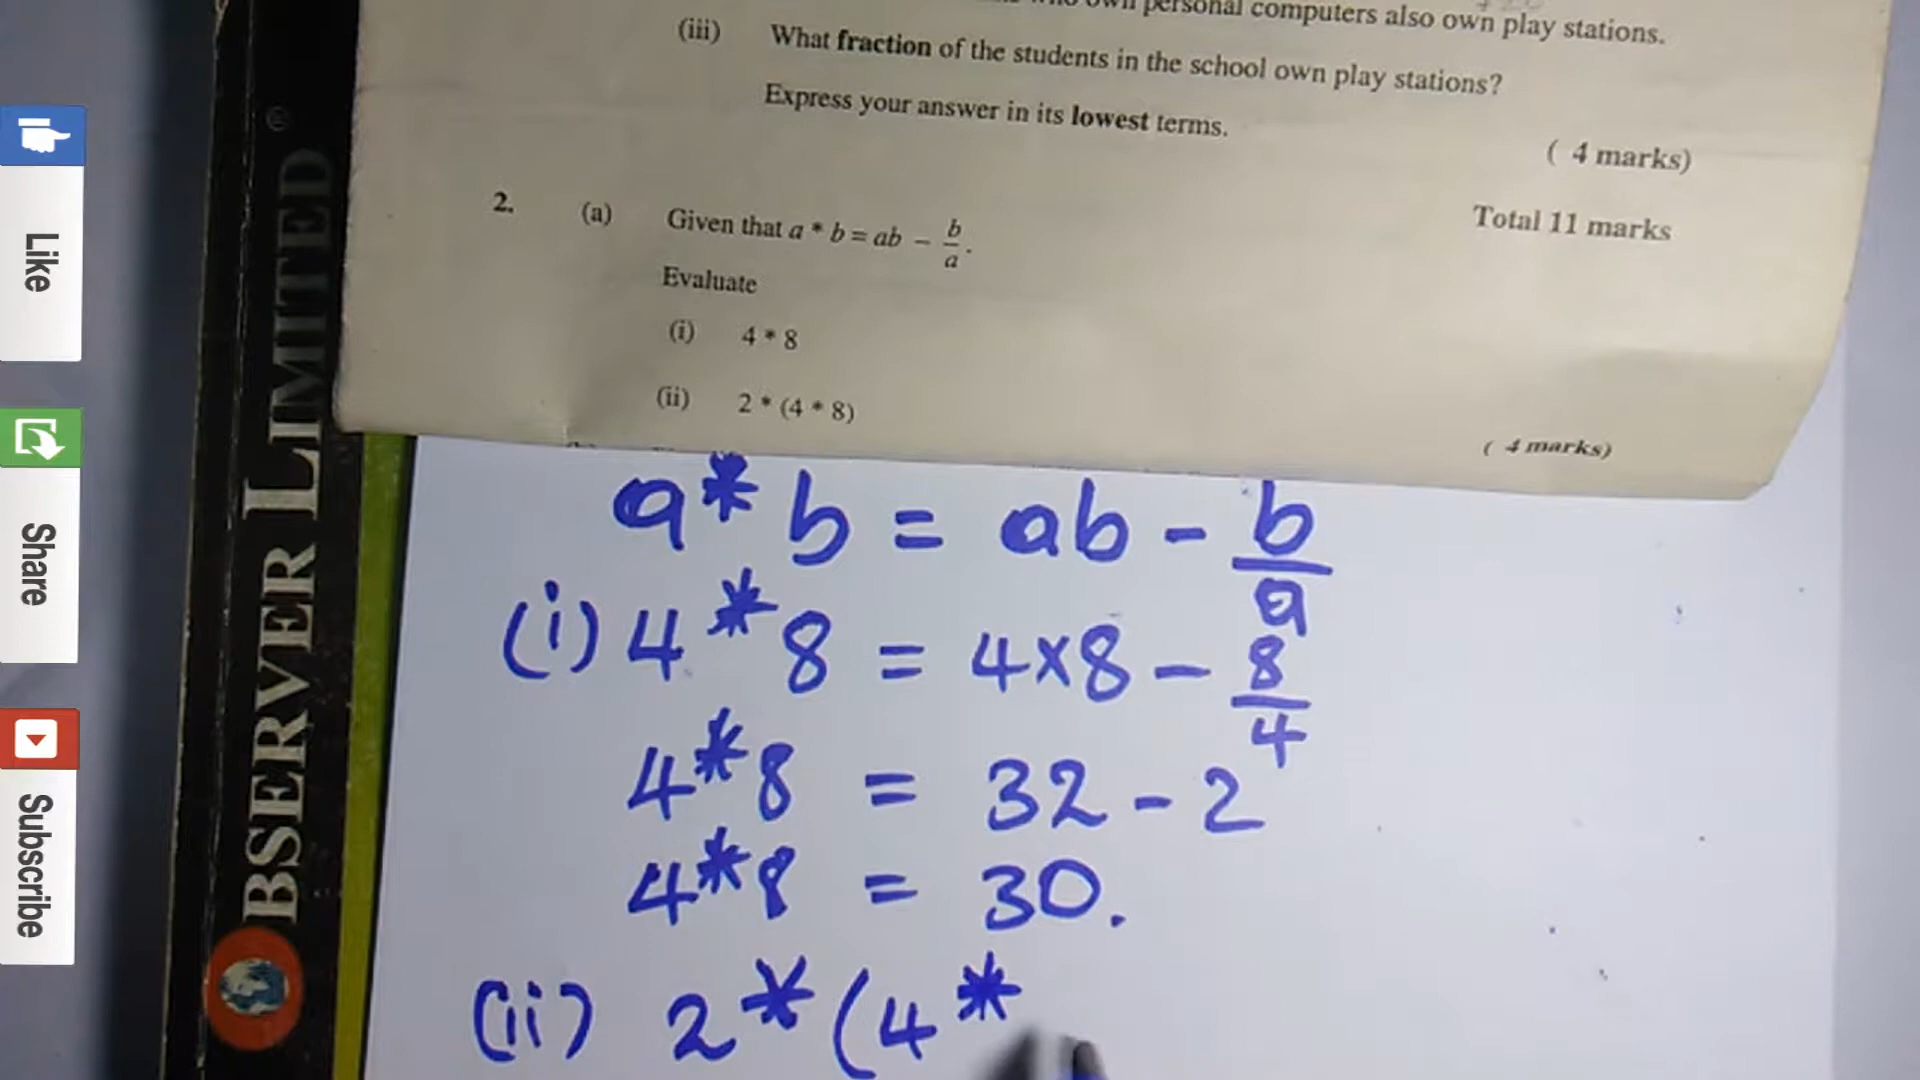 own personal computers also own play stations.
(iii) What fraction of the students in the school own play stations?
Express your answer in its lowest terms.
( 4 marks)
Total 11 marks
2. (a) Given that a * b = ab - b/a.
Evaluate
(i) 4 * 8
(ii) 2 * (4 * 8)
( 4 marks)
a * b = ab - b/a
(i) 4 * 8 = 4 x 8 - 8/4
4 * 8 = 32 - 2
4 * 8 = 30.
(ii) 2 * (4 *
Like
Share
Subscribe
BSERVER LIMITED